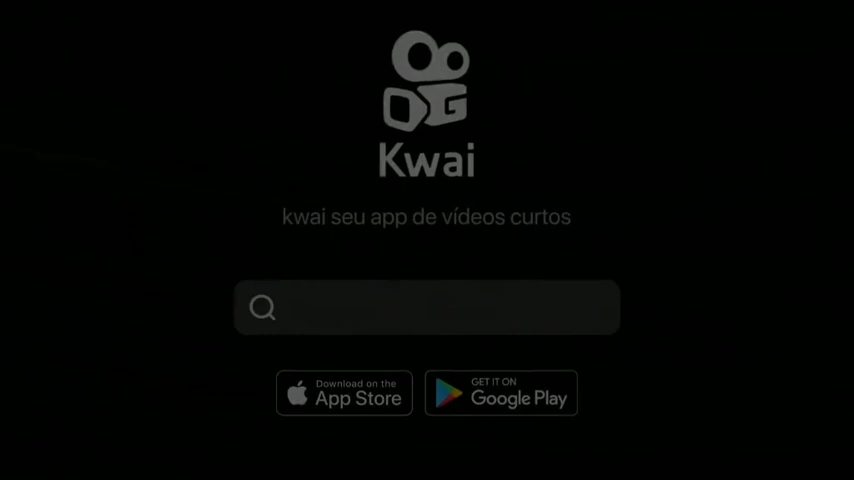 Kwai
kwai seu app de vídeos curtos
Download on the
App Store
GET IT ON
Google Play